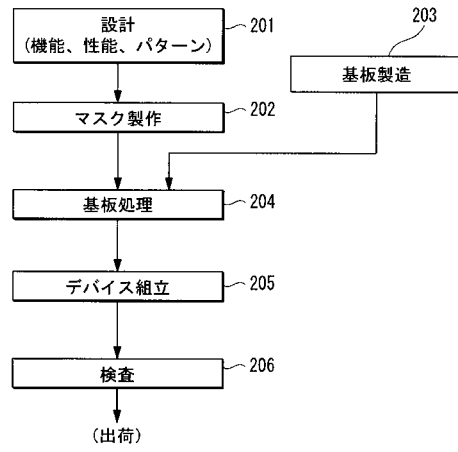 設計
(機能、性能、パターン)
201
203
基板製造
マスク製作
202
基板処理
204
デバイス組立
205
検査
206
(出荷)